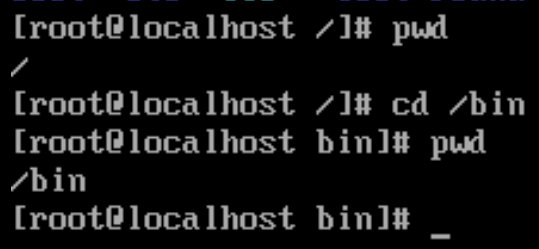 [root@localhost /]# pwd
/
[root@localhost /]# cd /bin
[root@localhost bin]# pwd
/bin
[root@localhost bin]# _